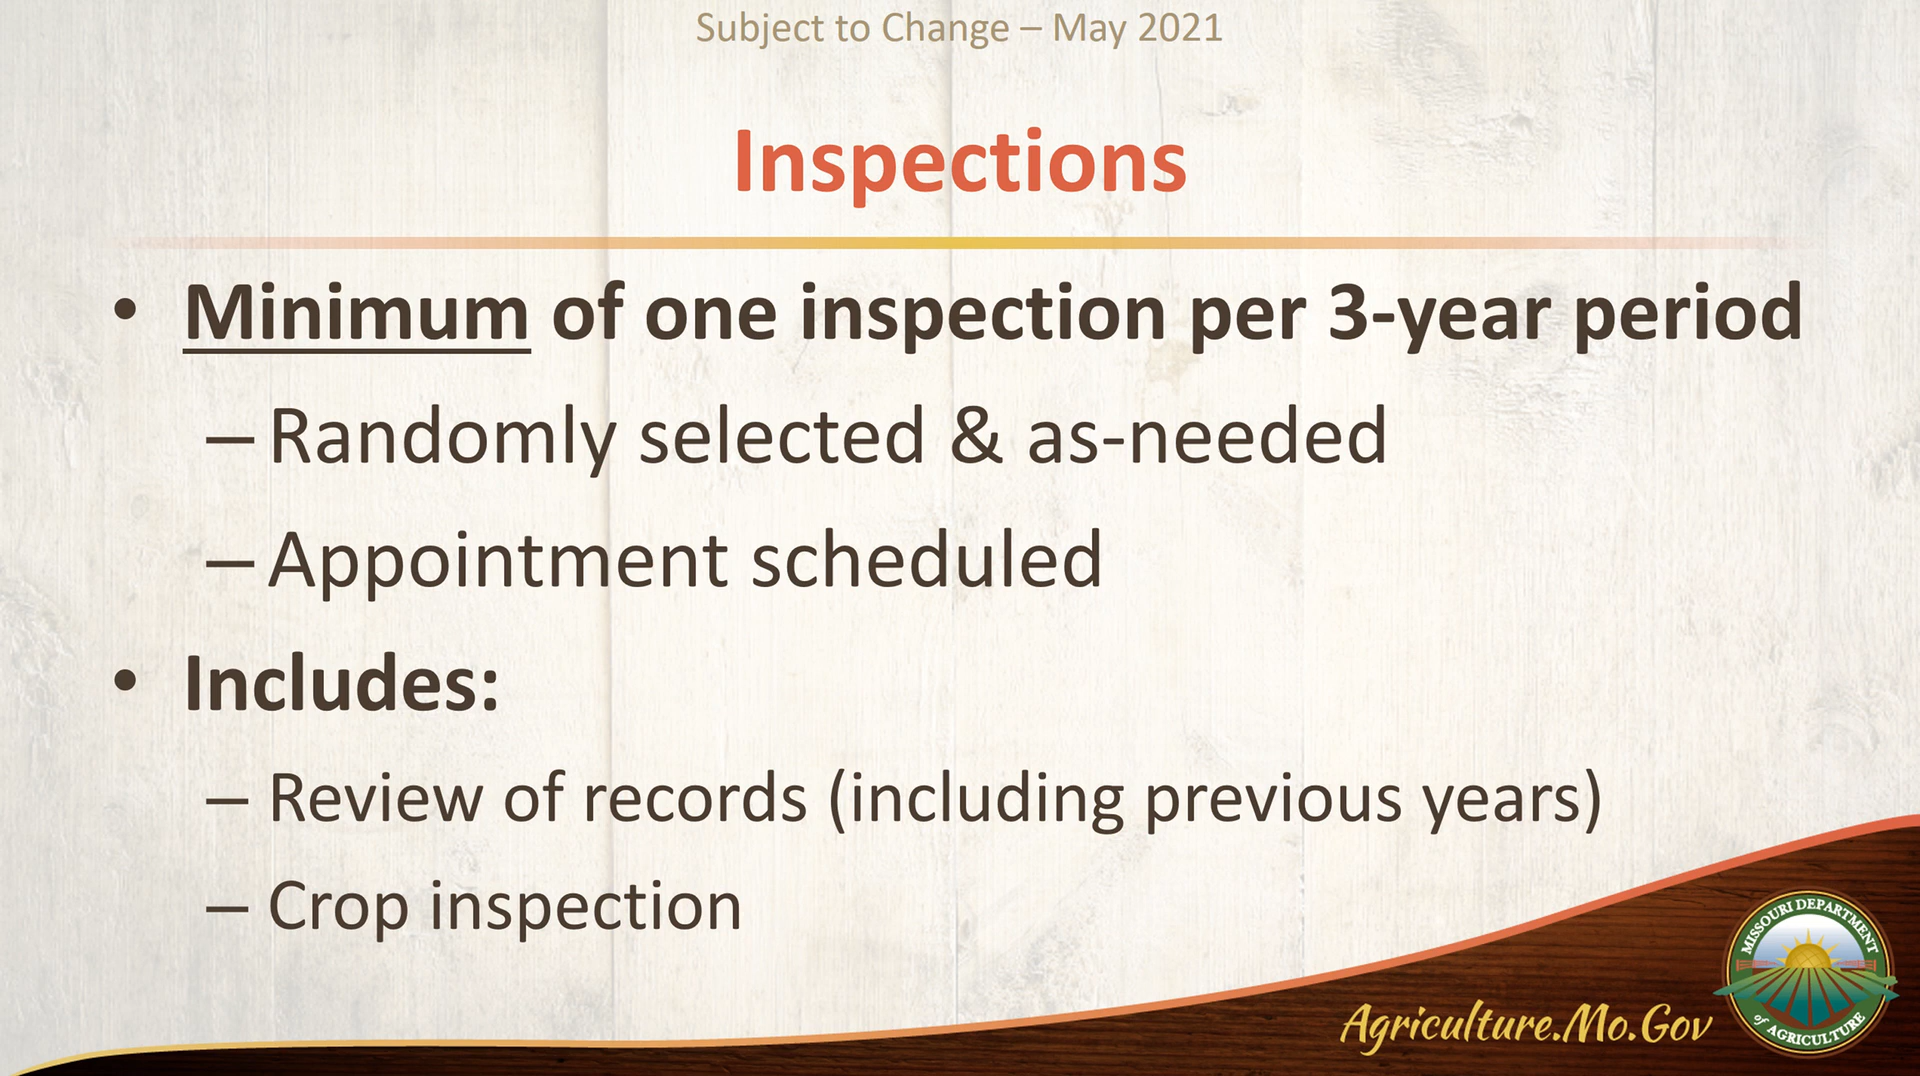 Subject to Change – May 2021
Inspections
• Minimum of one inspection per 3-year period
– Randomly selected & as-needed
– Appointment scheduled
• Includes:
– Review of records (including previous years)
– Crop inspection
Agriculture.Mo.Gov
MISSOURI DEPARTMENT
of AGRICULTURE